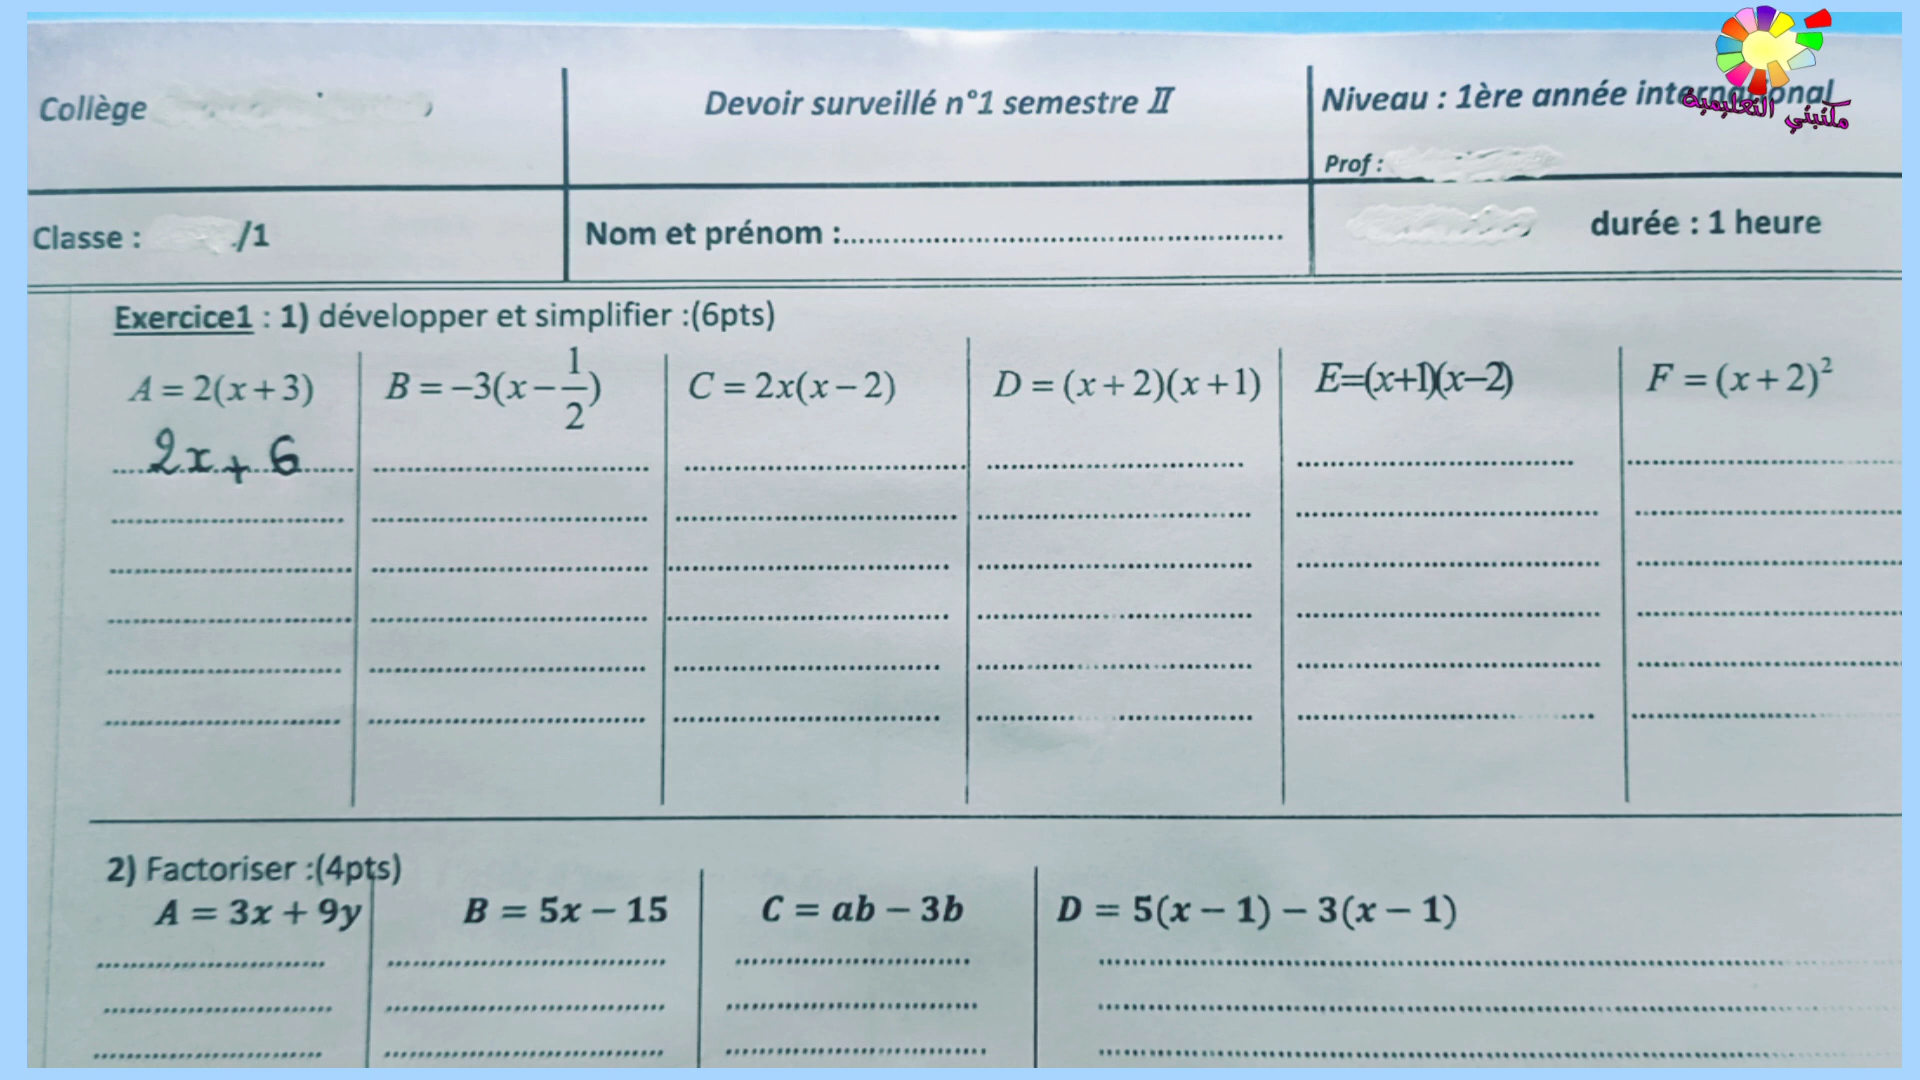 Collège
Devoir surveillé n°1 semestre II
Niveau : 1ère année international
مكتبتي التعليمية
Prof :
Classe : /1
Nom et prénom :..................................................
durée : 1 heure
Exercice1 : 1) développer et simplifier :(6pts)
A = 2(x+3)
B = −3(x−1/2)
C = 2x(x−2)
D = (x+2)(x+1)
E=(x+1)(x−2)
F = (x+2)²
2x + 6
2) Factoriser :(4pts)
A = 3x + 9y
B = 5x − 15
C = ab − 3b
D = 5(x − 1) − 3(x − 1)